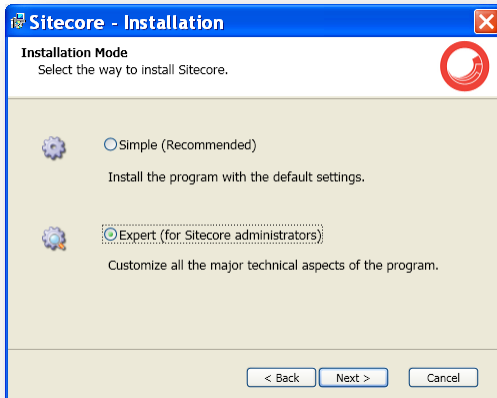 Sitecore - Installation
Installation Mode
Select the way to install Sitecore.
Simple (Recommended)
Install the program with the default settings.
Expert (for Sitecore administrators)
Customize all the major technical aspects of the program.
< Back Next > Cancel